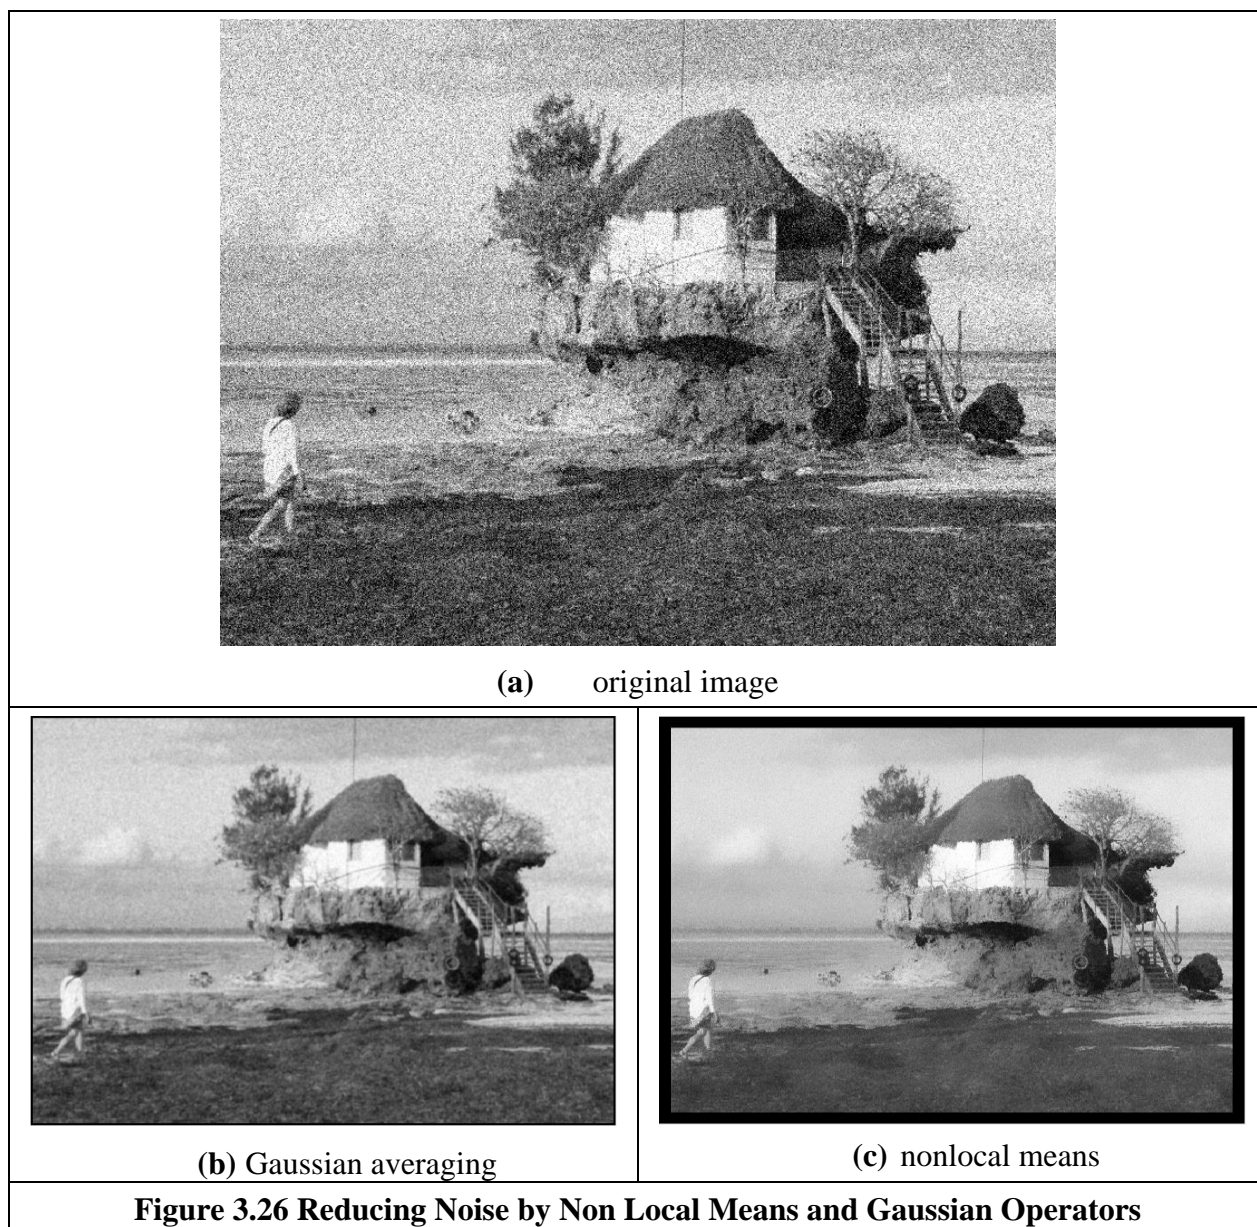 (a) original image
(b) Gaussian averaging
(c) nonlocal means
Figure 3.26 Reducing Noise by Non Local Means and Gaussian Operators